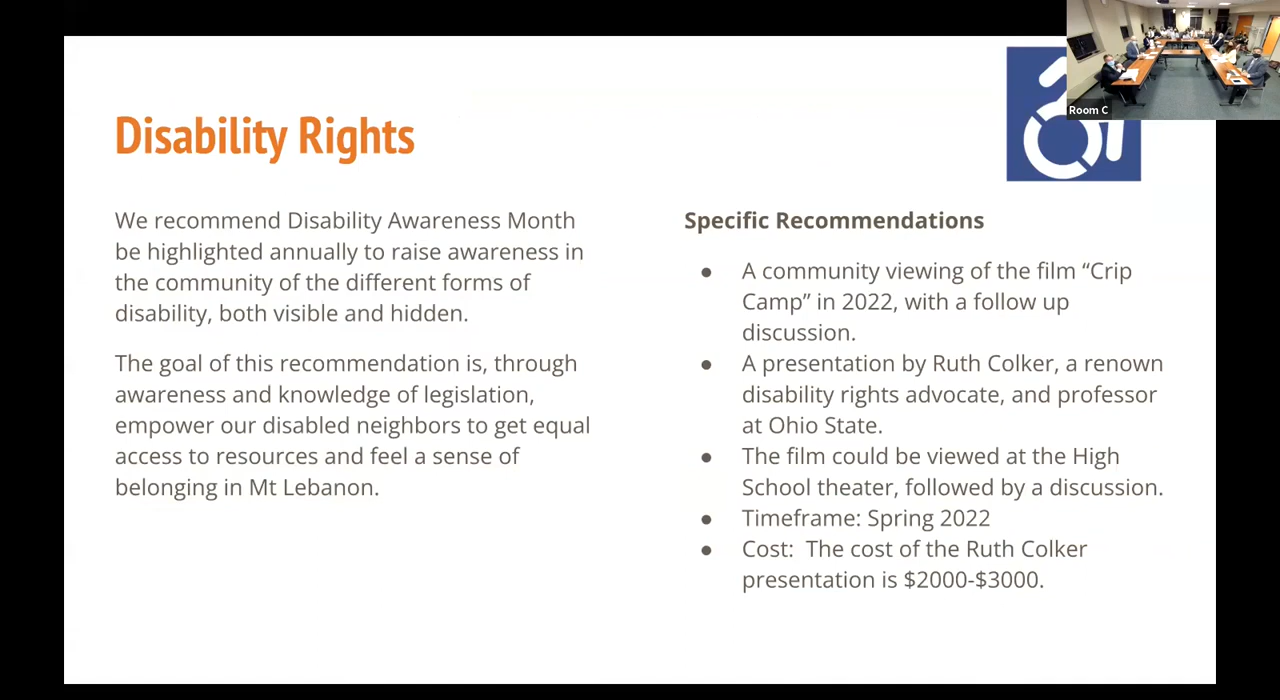 Room C
Disability Rights
We recommend Disability Awareness Month
be highlighted annually to raise awareness in
the community of the different forms of
disability, both visible and hidden.
The goal of this recommendation is, through
awareness and knowledge of legislation,
empower our disabled neighbors to get equal
access to resources and feel a sense of
belonging in Mt Lebanon.
Specific Recommendations
● A community viewing of the film “Crip
Camp” in 2022, with a follow up
discussion.
● A presentation by Ruth Colker, a renown
disability rights advocate, and professor
at Ohio State.
● The film could be viewed at the High
School theater, followed by a discussion.
● Timeframe: Spring 2022
● Cost:  The cost of the Ruth Colker
presentation is $2000-$3000.